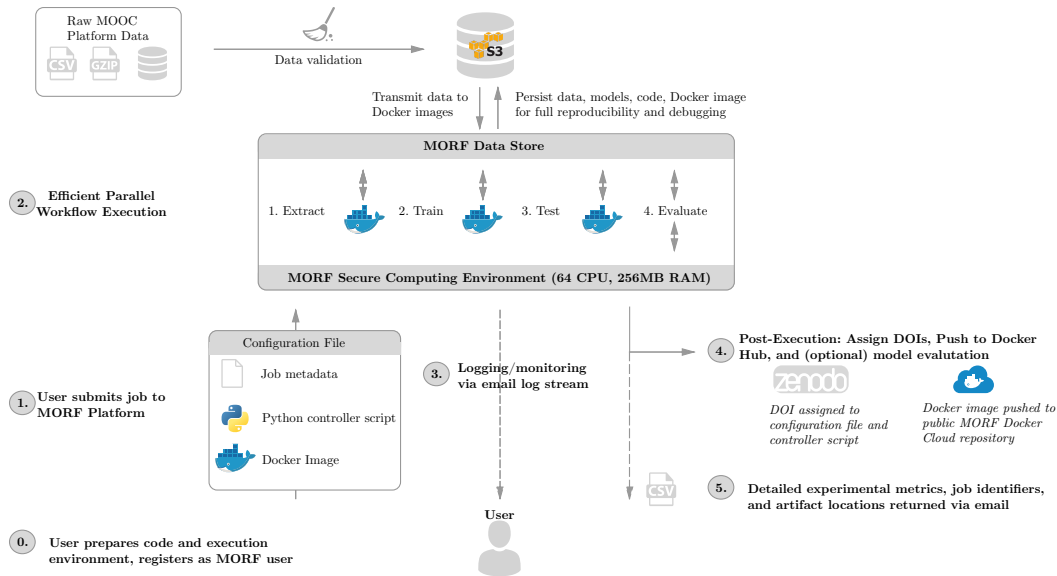 Raw MOOC
Platform Data
CSV
GZIP
Data validation
S3
Transmit data to
Docker images
Persist data, models, code, Docker image
for full reproducibility and debugging
MORF Data Store
2.
Efficient Parallel
Workflow Execution
1. Extract
2. Train
3. Test
4. Evaluate
MORF Secure Computing Environment (64 CPU, 256MB RAM)
Configuration File
Job metadata
Python controller script
Docker Image
1.
User submits job to
MORF Platform
3.
Logging/monitoring
via email log stream
4.
Post-Execution: Assign DOIs, Push to Docker
Hub, and (optional) model evalutation
zenodo
DOI assigned to
configuration file and
controller script
Docker image pushed to
public MORF Docker
Cloud repository
CSV
5.
Detailed experimental metrics, job identifiers,
and artifact locations returned via email
User
0.
User prepares code and execution
environment, registers as MORF user